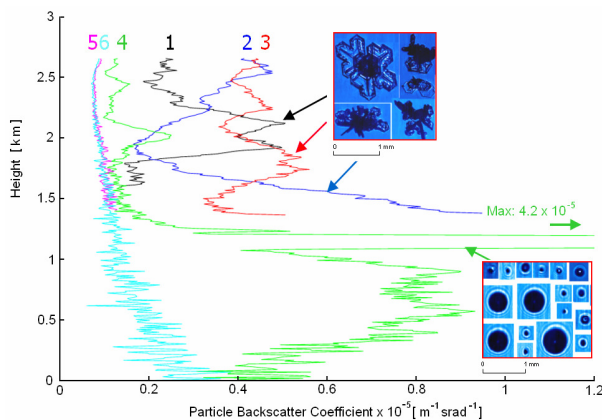 3
2.5
2
1.5
1
0.5
0
Height [km]
5 6 4 1 2 3
0 1 mm
Max: 4.2 x 10-5
0 1 mm
0 0.2 0.4 0.6 0.8 1 1.2
Particle Backscatter Coefficient x 10-5 [ m-1 srad-1]